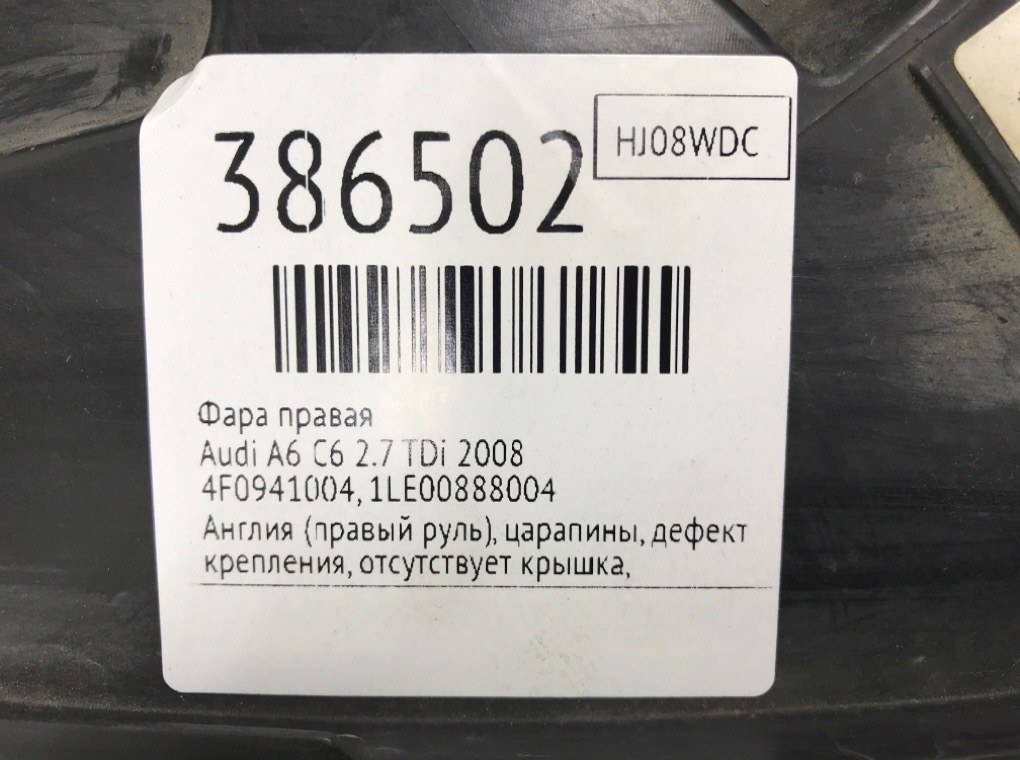 386502
HJ08WDC
Фара правая
Audi A6 C6 2.7 TDi 2008
4F0941004, 1LE00888004
Англия (правый руль), царапины, дефект
крепления, отсутствует крышка,